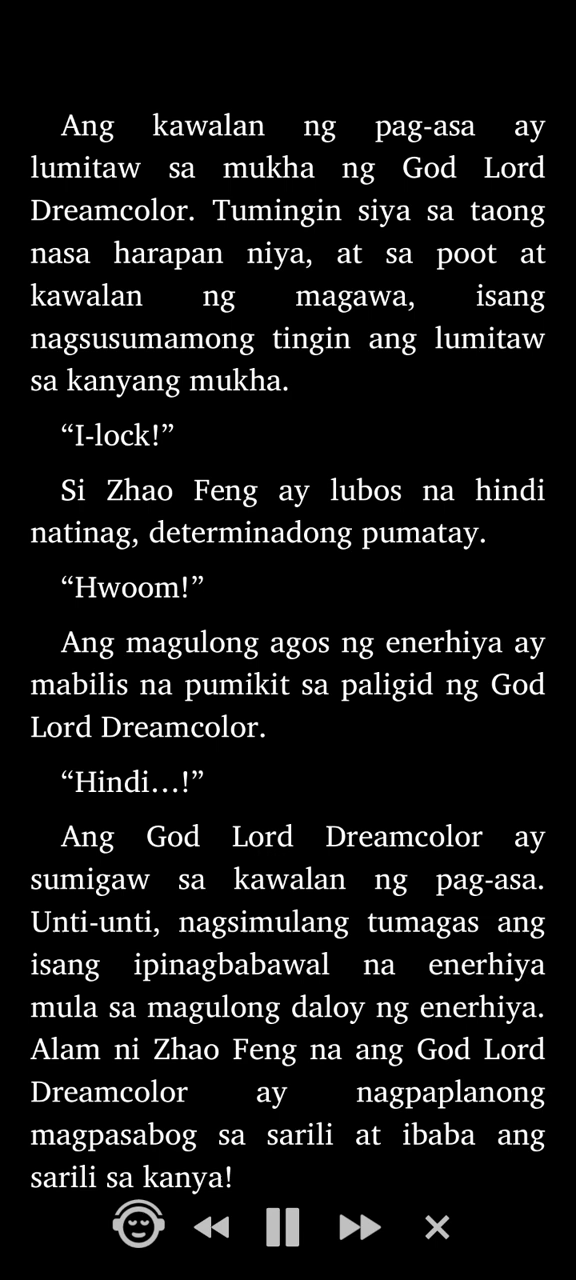 Ang kawalan ng pag-asa ay
lumitaw sa mukha ng God Lord
Dreamcolor. Tumingin siya sa taong
nasa harapan niya, at sa poot at
kawalan ng magawa, isang
nagsusumamong tingin ang lumitaw
sa kanyang mukha.
“I-lock!”
Si Zhao Feng ay lubos na hindi
natinag, determinadong pumatay.
“Hwoom!”
Ang magulong agos ng enerhiya ay
mabilis na pumikit sa paligid ng God
Lord Dreamcolor.
“Hindi…!”
Ang God Lord Dreamcolor ay
sumigaw sa kawalan ng pag-asa.
Unti-unti, nagsimulang tumagas ang
isang ipinagbabawal na enerhiya
mula sa magulong daloy ng enerhiya.
Alam ni Zhao Feng na ang God Lord
Dreamcolor ay nagpaplanong
magpasabog sa sarili at ibaba ang
sarili sa kanya!